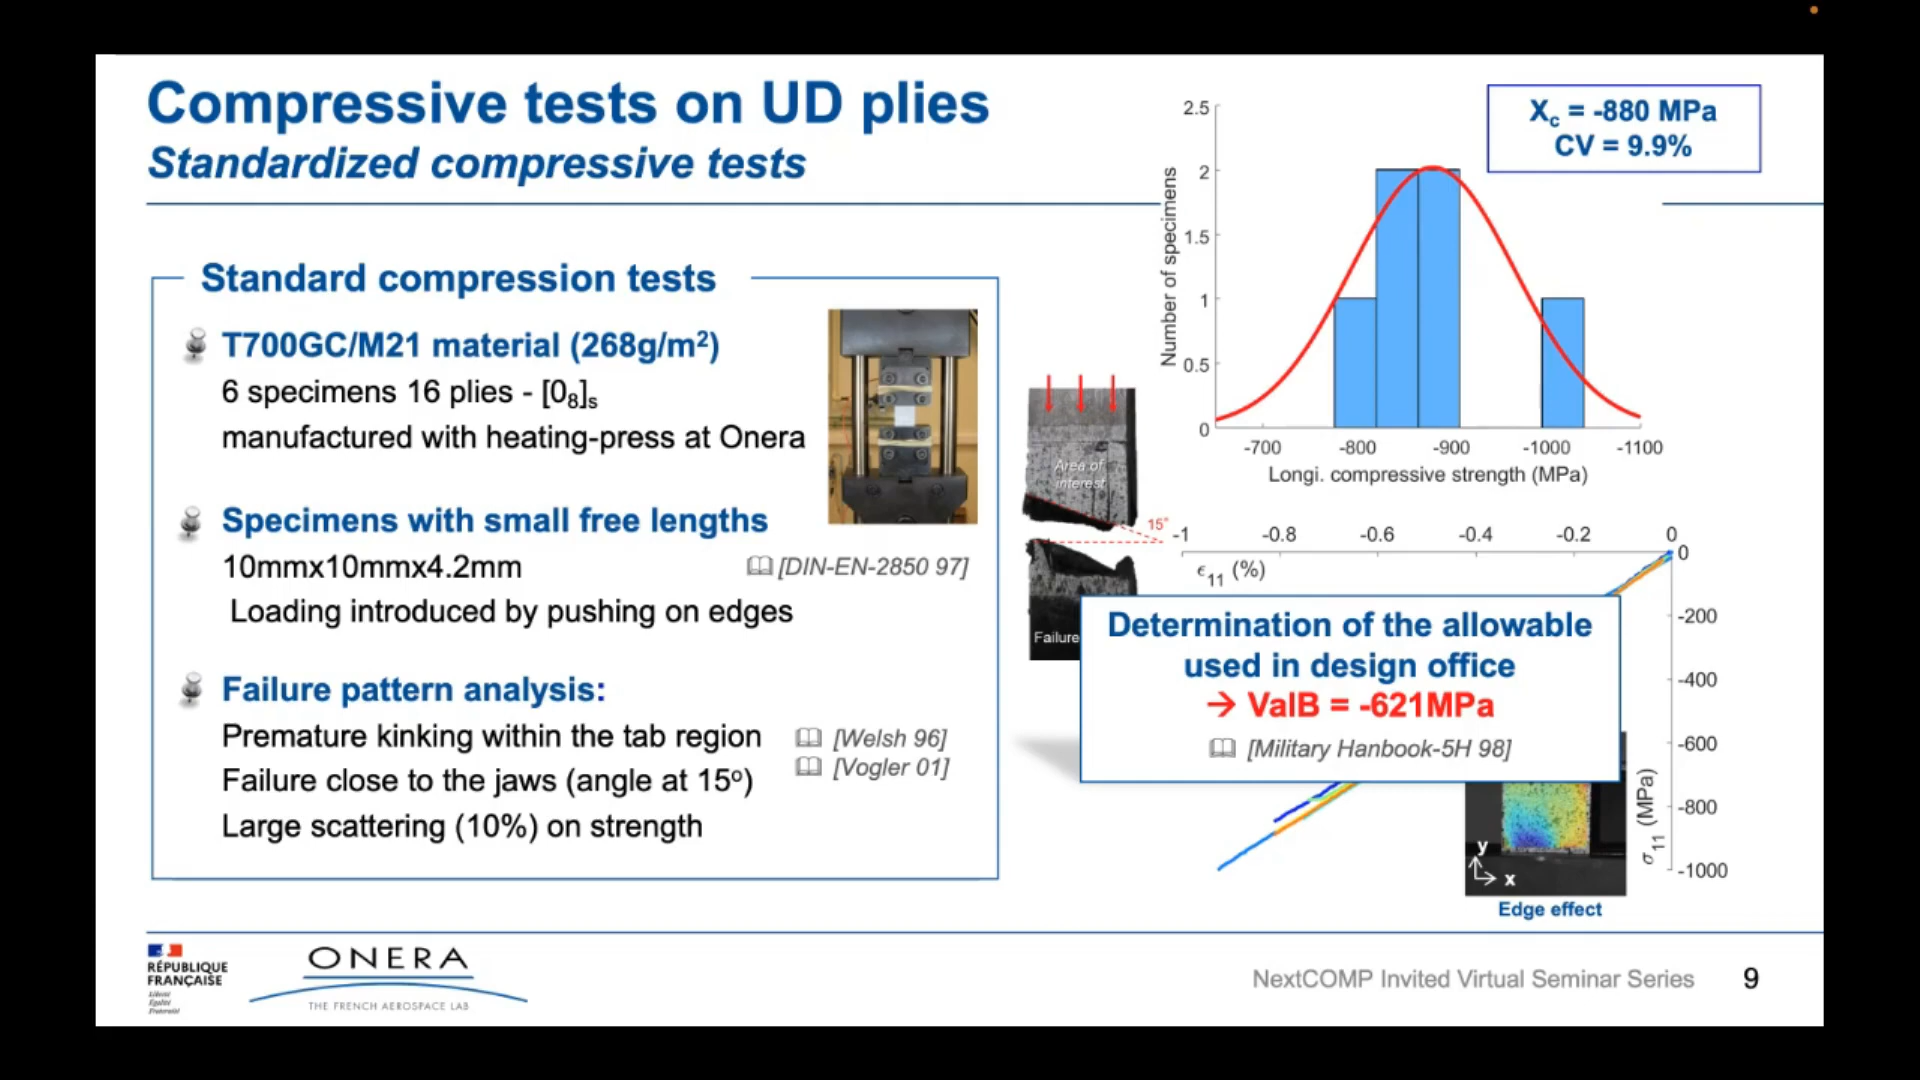 Compressive tests on UD plies
Standardized compressive tests
Standard compression tests
T700GC/M21 material (268g/m²)
6 specimens 16 plies - [0₈]ₛ
manufactured with heating-press at Onera
Specimens with small free lengths
10mmx10mmx4.2mm
[DIN-EN-2850 97]
Loading introduced by pushing on edges
Failure pattern analysis:
Premature kinking within the tab region
[Welsh 96]
Failure close to the jaws (angle at 15º)
[Vogler 01]
Large scattering (10%) on strength
Xc = -880 MPa
CV = 9.9%
Number of specimens
2.5
2
1.5
1
0.5
0
-700
-800
-900
-1000
-1100
Longi. compressive strength (MPa)
Area of
interest
15°
Failure
-1
-0.8
-0.6
-0.4
-0.2
0
ϵ₁₁ (%)
0
-200
-400
-600
-800
-1000
σ₁₁ (MPa)
Determination of the allowable
used in design office
→ ValB = -621MPa
[Military Hanbook-5H 98]
y
x
Edge effect
RÉPUBLIQUE
FRANÇAISE
Liberté
Égalité
Fraternité
ONERA
THE FRENCH AEROSPACE LAB
NextCOMP Invited Virtual Seminar Series
9